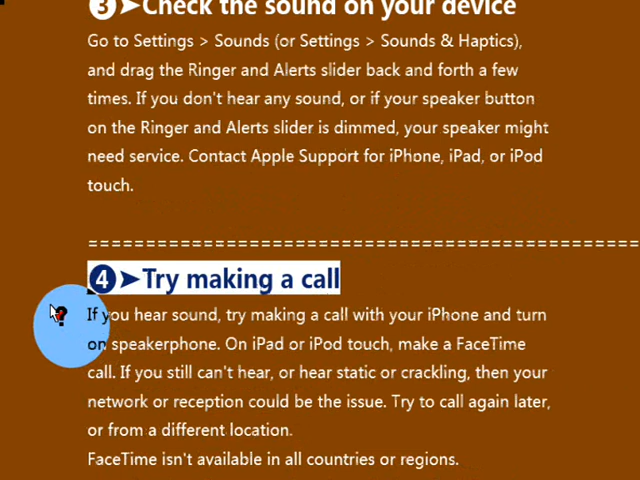 ❸➤Check the sound on your device
Go to Settings > Sounds (or Settings > Sounds & Haptics),
and drag the Ringer and Alerts slider back and forth a few
times. If you don't hear any sound, or if your speaker button
on the Ringer and Alerts slider is dimmed, your speaker might
need service. Contact Apple Support for iPhone, iPad, or iPod
touch.
================================================
❹➤Try making a call
If you hear sound, try making a call with your iPhone and turn
on speakerphone. On iPad or iPod touch, make a FaceTime
call. If you still can't hear, or hear static or crackling, then your
network or reception could be the issue. Try to call again later,
or from a different location.
FaceTime isn't available in all countries or regions.